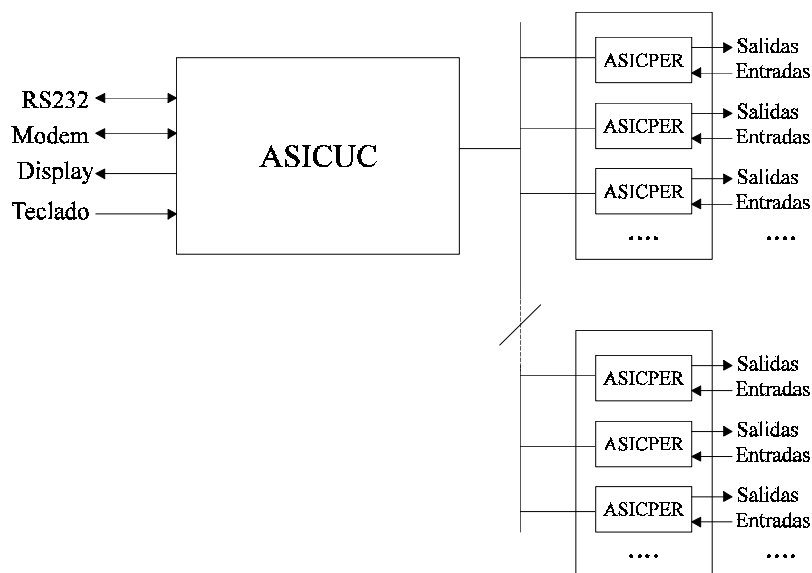 RS232
Modem
Display
Teclado
ASICUC
ASICPER
Salidas
Entradas
ASICPER
Salidas
Entradas
ASICPER
Salidas
Entradas
.... ....
ASICPER
Salidas
Entradas
ASICPER
Salidas
Entradas
ASICPER
Salidas
Entradas
.... ....